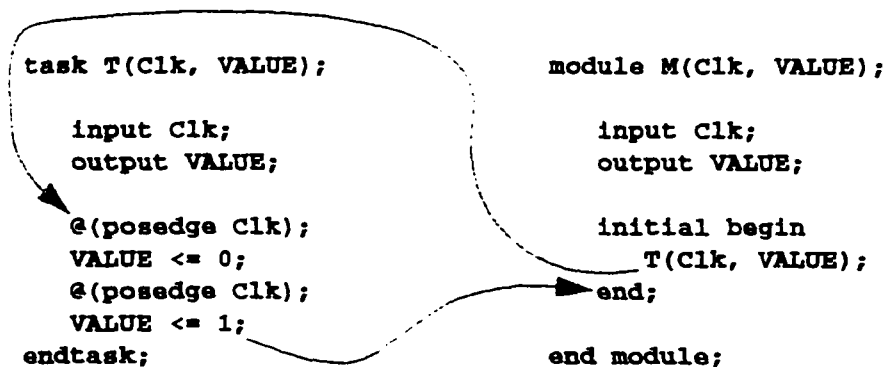 task T(Clk, VALUE);
input Clk;
output VALUE;
@(posedge Clk);
VALUE <= 0;
@(posedge Clk);
VALUE <= 1;
endtask;
module M(Clk, VALUE);
input Clk;
output VALUE;
initial begin
T(Clk, VALUE);
end;
end module;